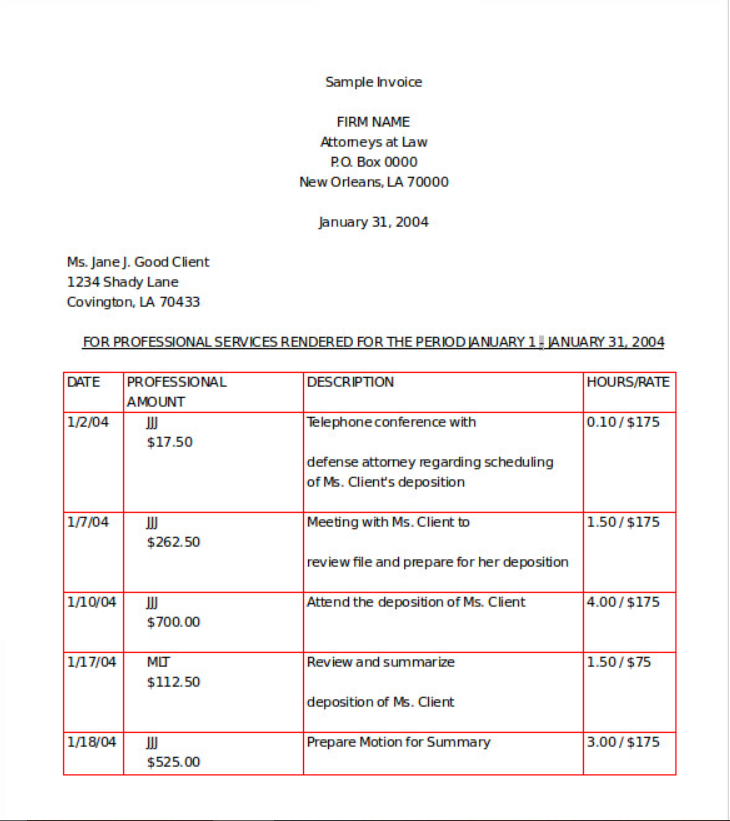 Sample Invoice
FIRM NAME
Attorneys at Law
P.O. Box 0000
New Orleans, LA 70000
January 31, 2004
Ms. Jane J. Good Client
1234 Shady Lane
Covington, LA 70433
FOR PROFESSIONAL SERVICES RENDERED FOR THE PERIOD JANUARY 1 - JANUARY 31, 2004
DATE PROFESSIONAL DESCRIPTION HOURS/RATE
AMOUNT
1/2/04 JJJ Telephone conference with 0.10 / $175
$17.50
defense attorney regarding scheduling
of Ms. Client's deposition
1/7/04 JJJ Meeting with Ms. Client to 1.50 / $175
$262.50
review file and prepare for her deposition
1/10/04 JJJ Attend the deposition of Ms. Client 4.00 / $175
$700.00
1/17/04 MLT Review and summarize 1.50 / $75
$112.50
deposition of Ms. Client
1/18/04 JJJ Prepare Motion for Summary 3.00 / $175
$525.00